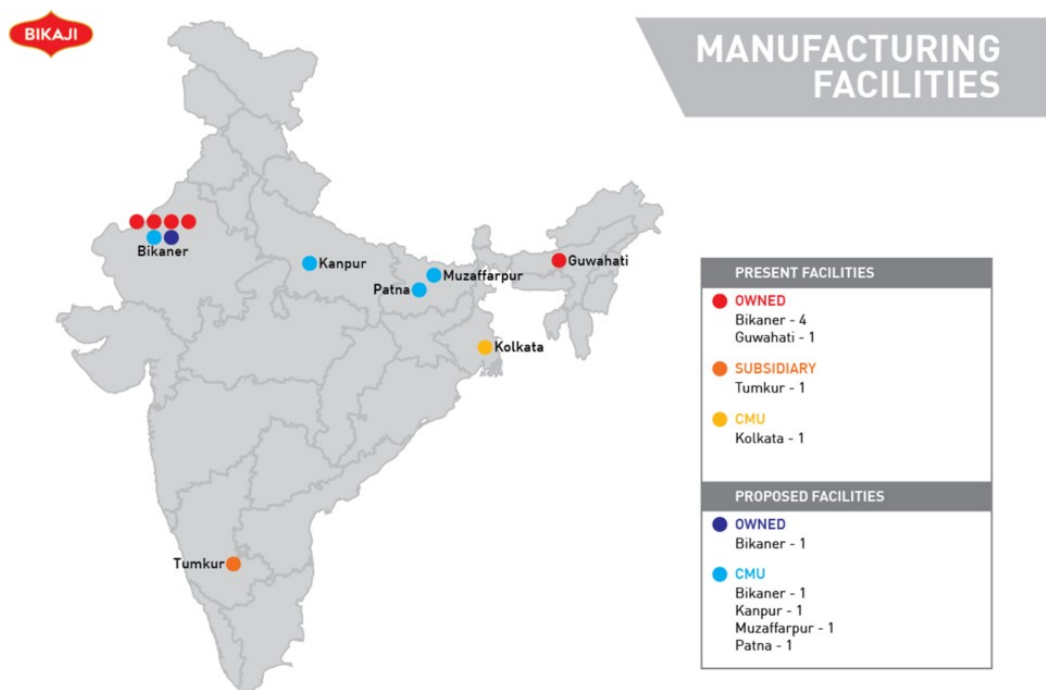 BIKAJI
MANUFACTURING
FACILITIES
Bikaner
Kanpur
Muzaffarpur
Patna
Guwahati
Kolkata
Tumkur
PRESENT FACILITIES
OWNED
Bikaner - 4
Guwahati - 1
SUBSIDIARY
Tumkur - 1
CMU
Kolkata - 1
PROPOSED FACILITIES
OWNED
Bikaner - 1
CMU
Bikaner - 1
Kanpur - 1
Muzaffarpur - 1
Patna - 1